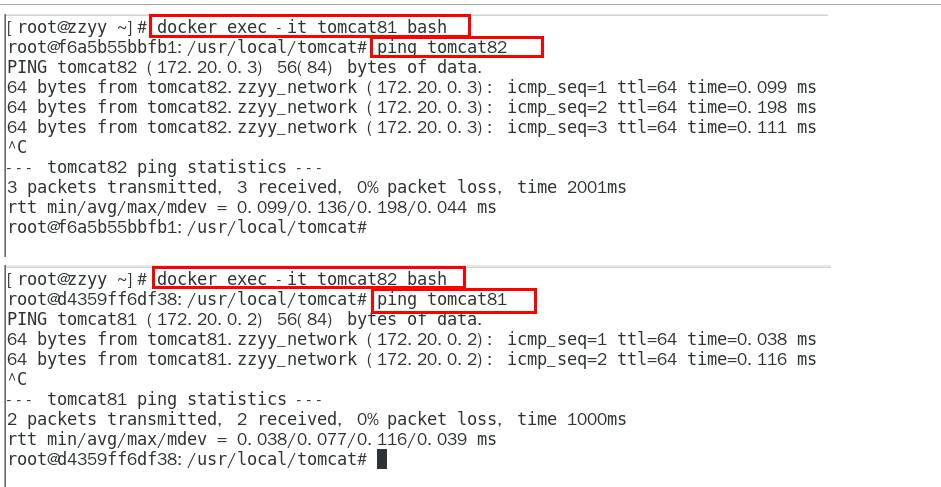 [root@zzyy ~]# docker exec -it tomcat81 bash
root@f6a5b55bbfb1:/usr/local/tomcat# ping tomcat82
PING tomcat82 (172.20.0.3) 56(84) bytes of data.
64 bytes from tomcat82.zzyy_network (172.20.0.3): icmp_seq=1 ttl=64 time=0.099 ms
64 bytes from tomcat82.zzyy_network (172.20.0.3): icmp_seq=2 ttl=64 time=0.198 ms
64 bytes from tomcat82.zzyy_network (172.20.0.3): icmp_seq=3 ttl=64 time=0.111 ms
^C
--- tomcat82 ping statistics ---
3 packets transmitted, 3 received, 0% packet loss, time 2001ms
rtt min/avg/max/mdev = 0.099/0.136/0.198/0.044 ms
root@f6a5b55bbfb1:/usr/local/tomcat#
[root@zzyy ~]# docker exec -it tomcat82 bash
root@d4359ff6df38:/usr/local/tomcat# ping tomcat81
PING tomcat81 (172.20.0.2) 56(84) bytes of data.
64 bytes from tomcat81.zzyy_network (172.20.0.2): icmp_seq=1 ttl=64 time=0.038 ms
64 bytes from tomcat81.zzyy_network (172.20.0.2): icmp_seq=2 ttl=64 time=0.116 ms
^C
--- tomcat81 ping statistics ---
2 packets transmitted, 2 received, 0% packet loss, time 1000ms
rtt min/avg/max/mdev = 0.038/0.077/0.116/0.039 ms
root@d4359ff6df38:/usr/local/tomcat#